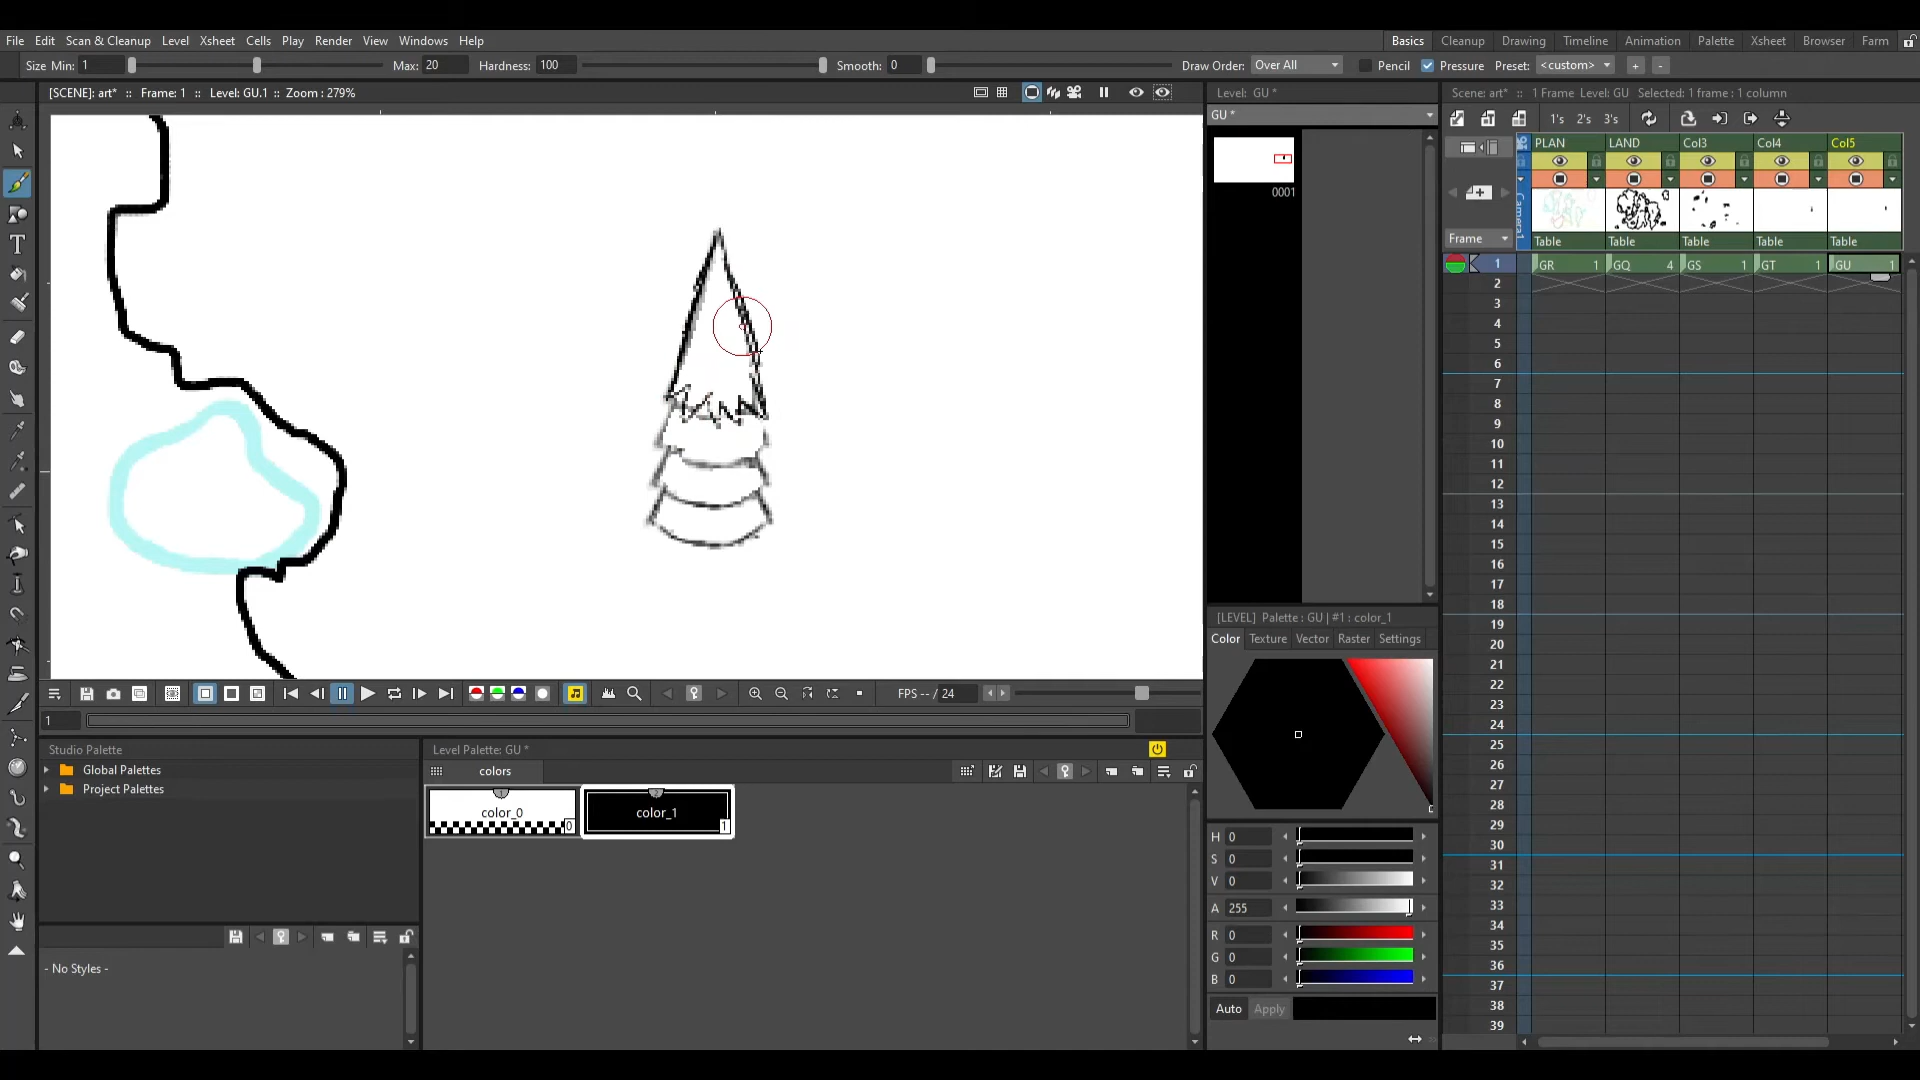 File Edit Scan & Cleanup Level Xsheet Cells Play Render View Windows Help
Basics Cleanup Drawing Timeline Animation Palette Xsheet Browser Farm
Size Min: 1 Max: 20 Hardness: 100 Smooth: 0 Draw Order: Over All Pencil Pressure Preset: <custom> + -
[SCENE]: art* :: Frame: 1 :: Level: GU.1 :: Zoom : 279%
Level: GU *
Scene: art* :: 1 Frame Level: GU Selected: 1 frame : 1 column
GU *
1's 2's 3's
PLAN LAND Col3 Col4 Col5
0001
Camera1
Frame
Table Table Table Table Table
1 GR 1 GQ 4 GS 1 GT 1 GU 1
2
3
4
5
6
7
8
9
10
11
12
13
14
15
16
17
18
19
20
21
22
23
24
25
26
27
28
29
30
31
32
33
34
35
36
37
38
39
[LEVEL] Palette : GU | #1 : color_1
Color Texture Vector Raster Settings
FPS -- / 24
1
Studio Palette
Global Palettes
Project Palettes
- No Styles -
Level Palette: GU *
colors
color_0 0
color_1 1
H 0
S 0
V 0
A 255
R 0
G 0
B 0
Auto Apply